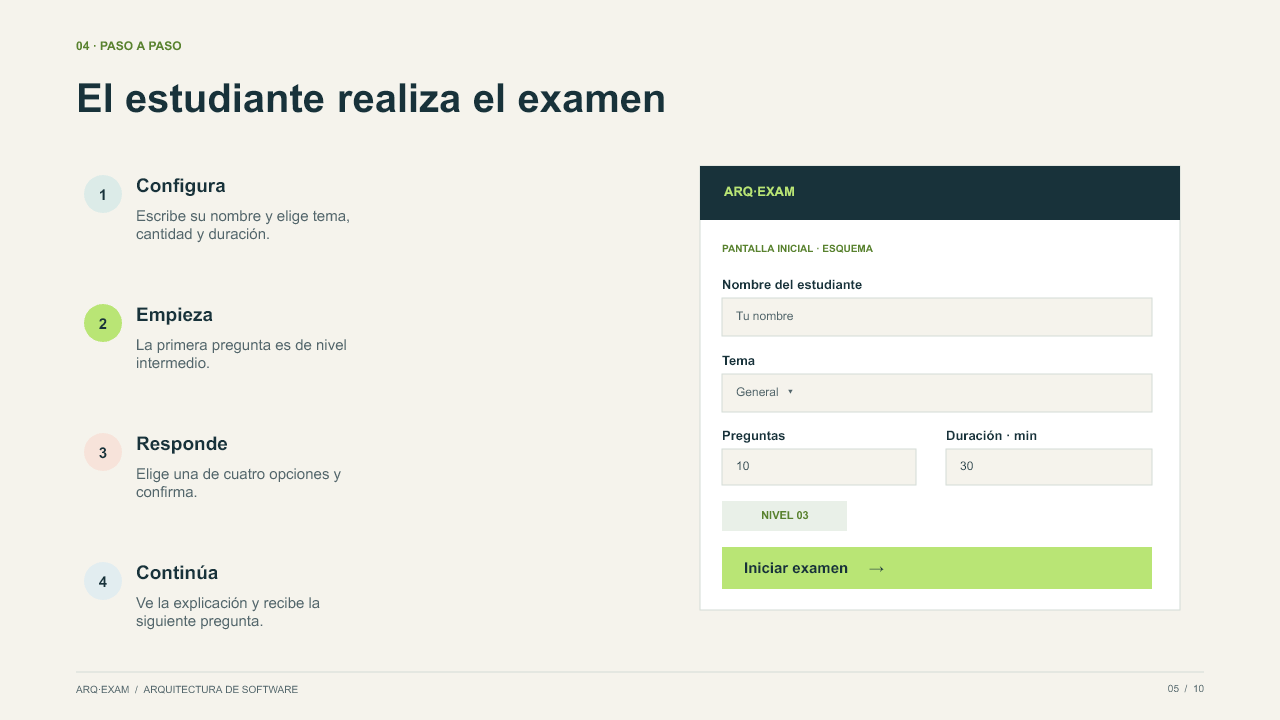 04 · PASO A PASO
El estudiante realiza el examen
1
Configura
Escribe su nombre y elige tema,
cantidad y duración.
2
Empieza
La primera pregunta es de nivel
intermedio.
3
Responde
Elige una de cuatro opciones y
confirma.
4
Continúa
Ve la explicación y recibe la
siguiente pregunta.
ARQ·EXAM
PANTALLA INICIAL · ESQUEMA
Nombre del estudiante
Tu nombre
Tema
General ▾
Preguntas
Duración · min
10
30
NIVEL 03
Iniciar examen →
ARQ·EXAM / ARQUITECTURA DE SOFTWARE
05 / 10